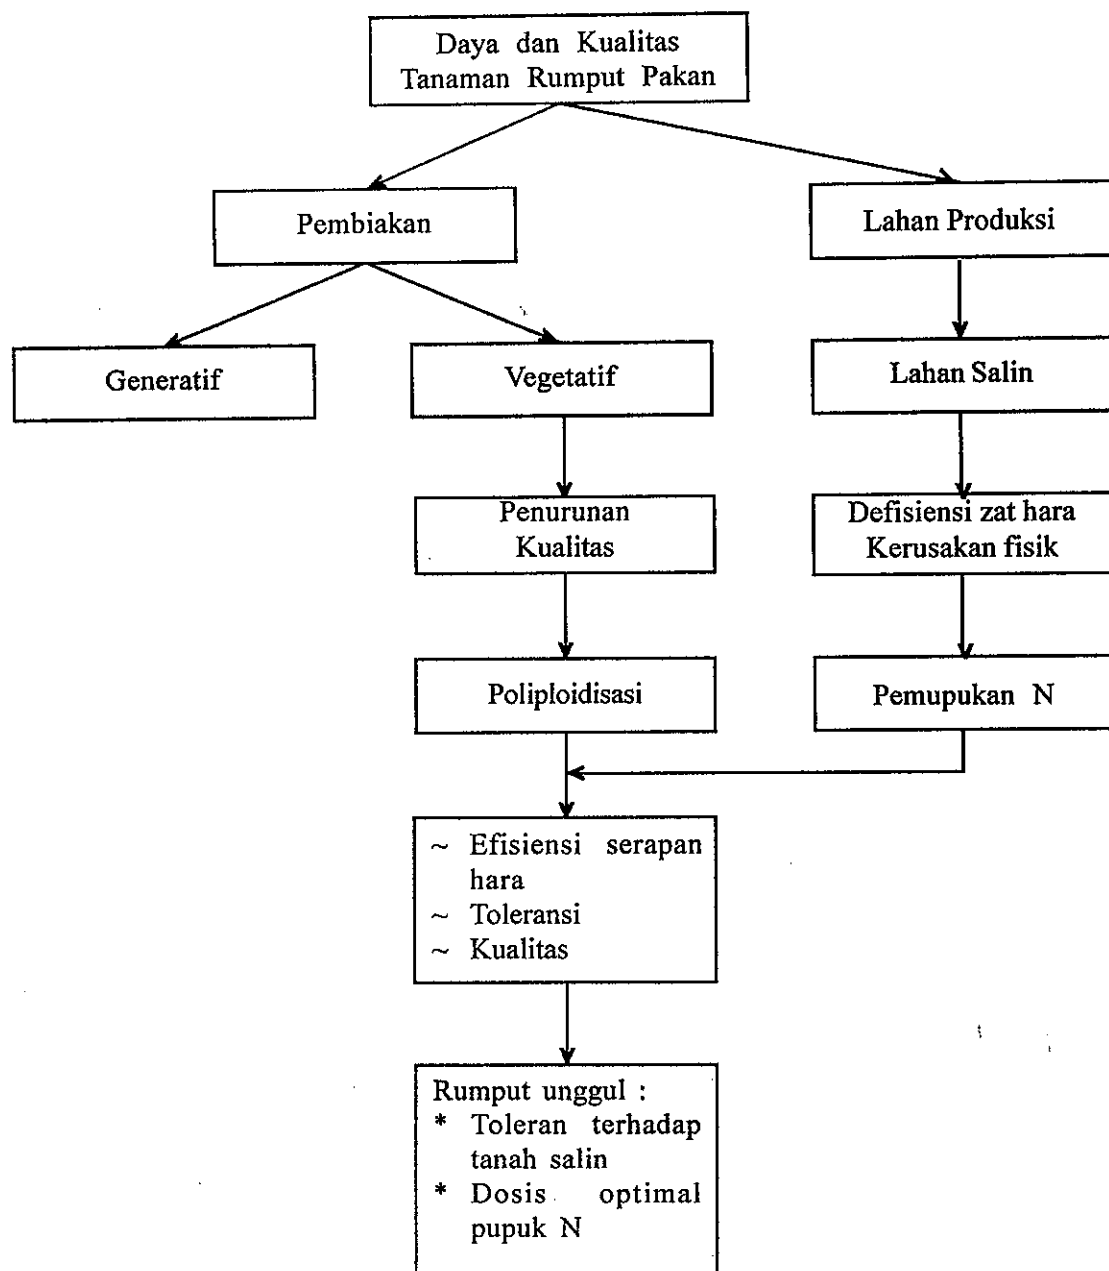 Daya dan Kualitas
Tanaman Rumput Pakan
Pembiakan
Lahan Produksi
Generatif
Vegetatif
Lahan Salin
Penurunan
Kualitas
Defisiensi zat hara
Kerusakan fisik
Poliploidisasi
Pemupukan N
~ Efisiensi serapan
hara
~ Toleransi
~ Kualitas
Rumput unggul :
* Toleran terhadap
tanah salin
* Dosis optimal
pupuk N